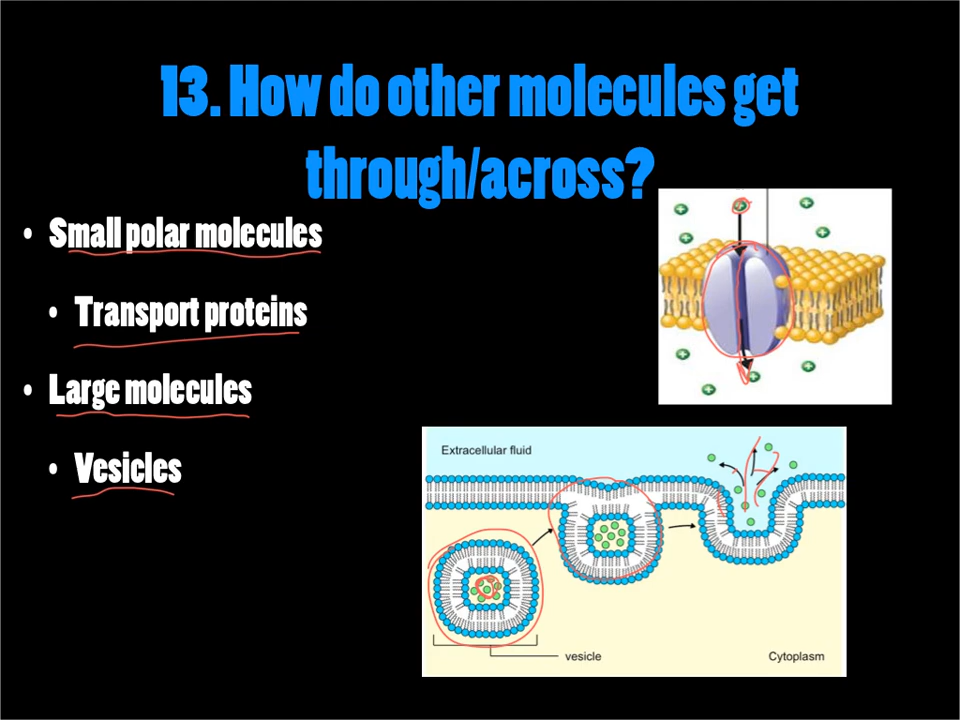 13. How do other molecules get
through/across?
• Small polar molecules
• Transport proteins
• Large molecules
• Vesicles
Extracellular fluid
vesicle
Cytoplasm